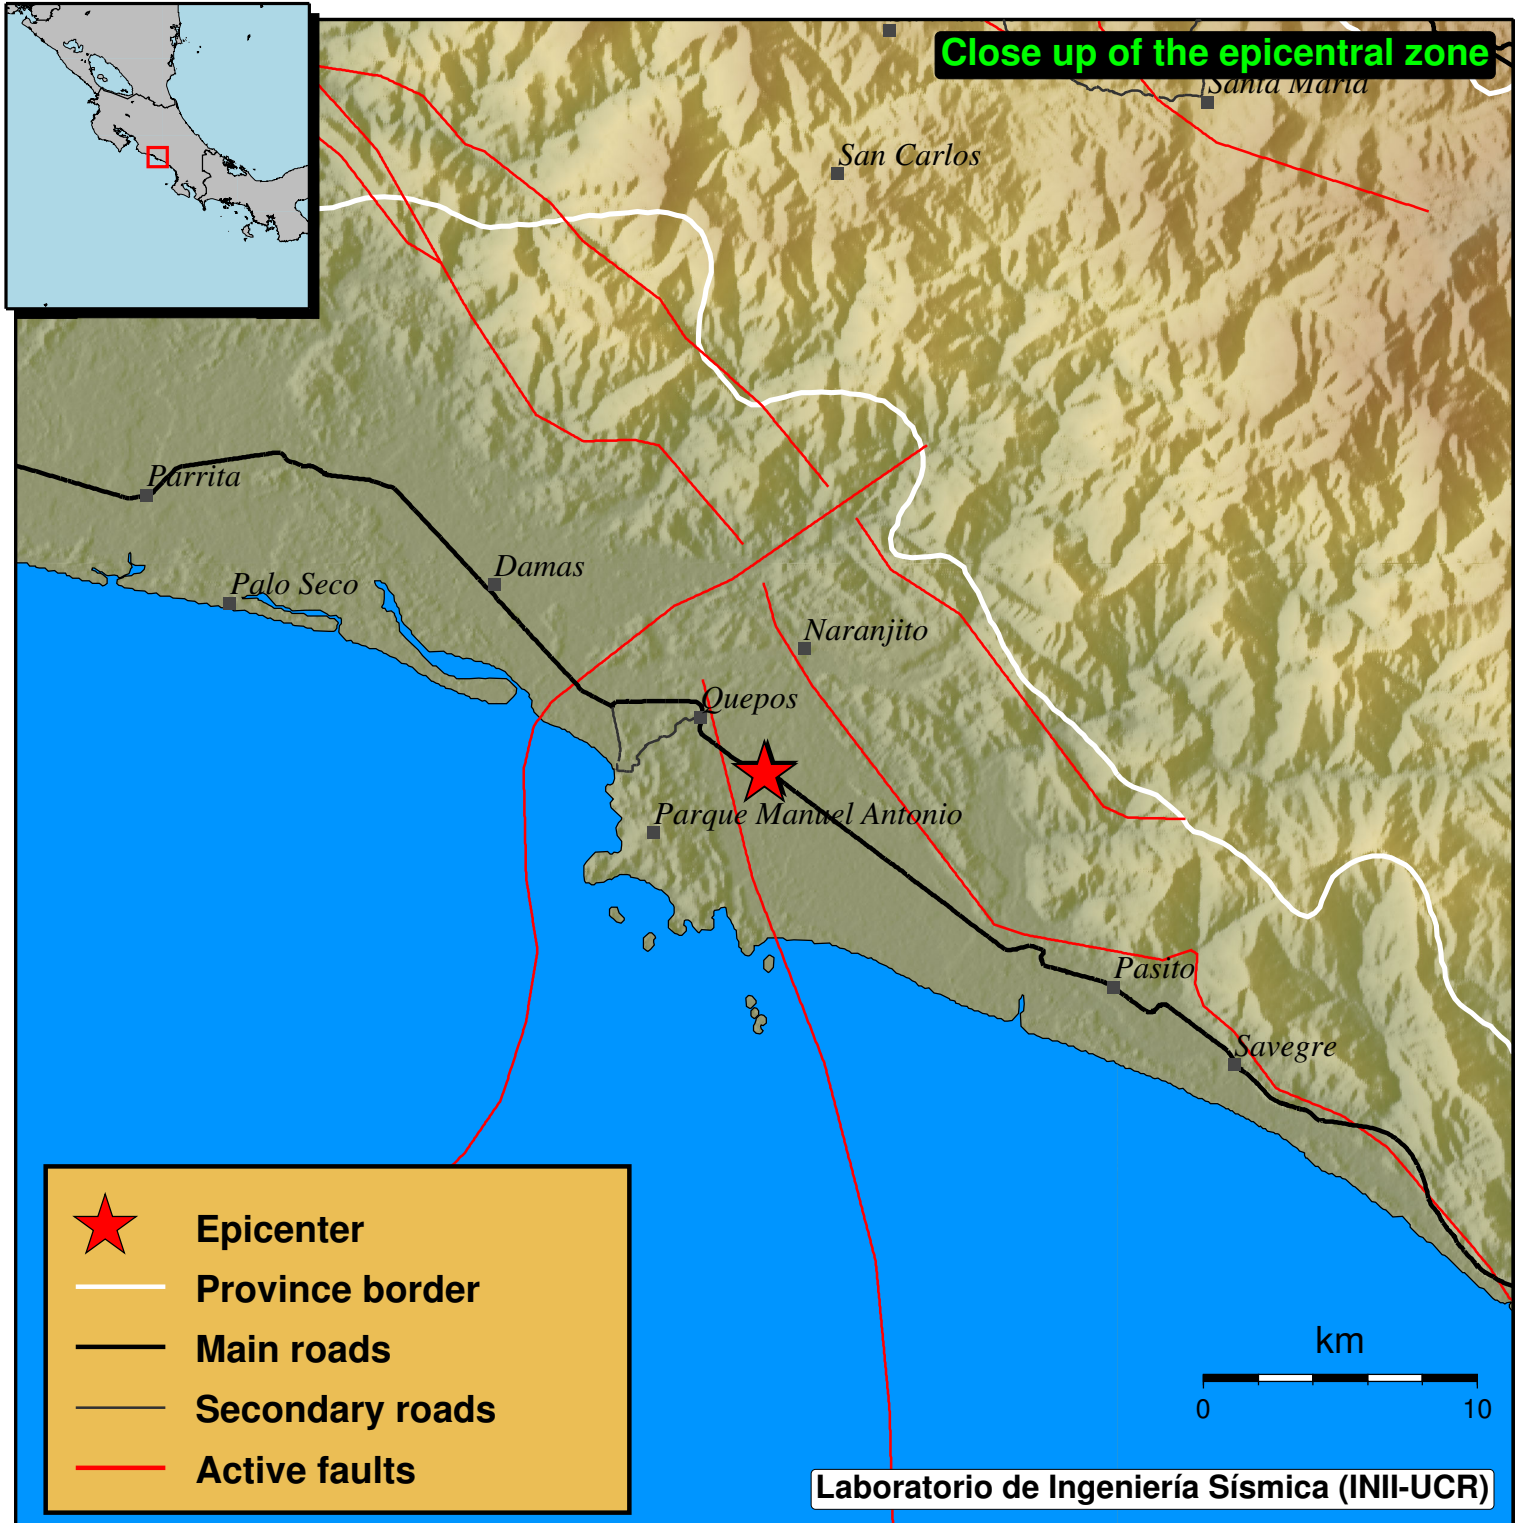 Close up of the epicentral zone
Santa Maria
San Carlos
Parrita
Damas
Palo Seco
Naranjito
Quepos
Parque Manuel Antonio
Pasito
Savegre
Epicenter
Province border
Main roads
Secondary roads
Active faults
km
0 10
Laboratorio de Ingeniería Sísmica (INII-UCR)